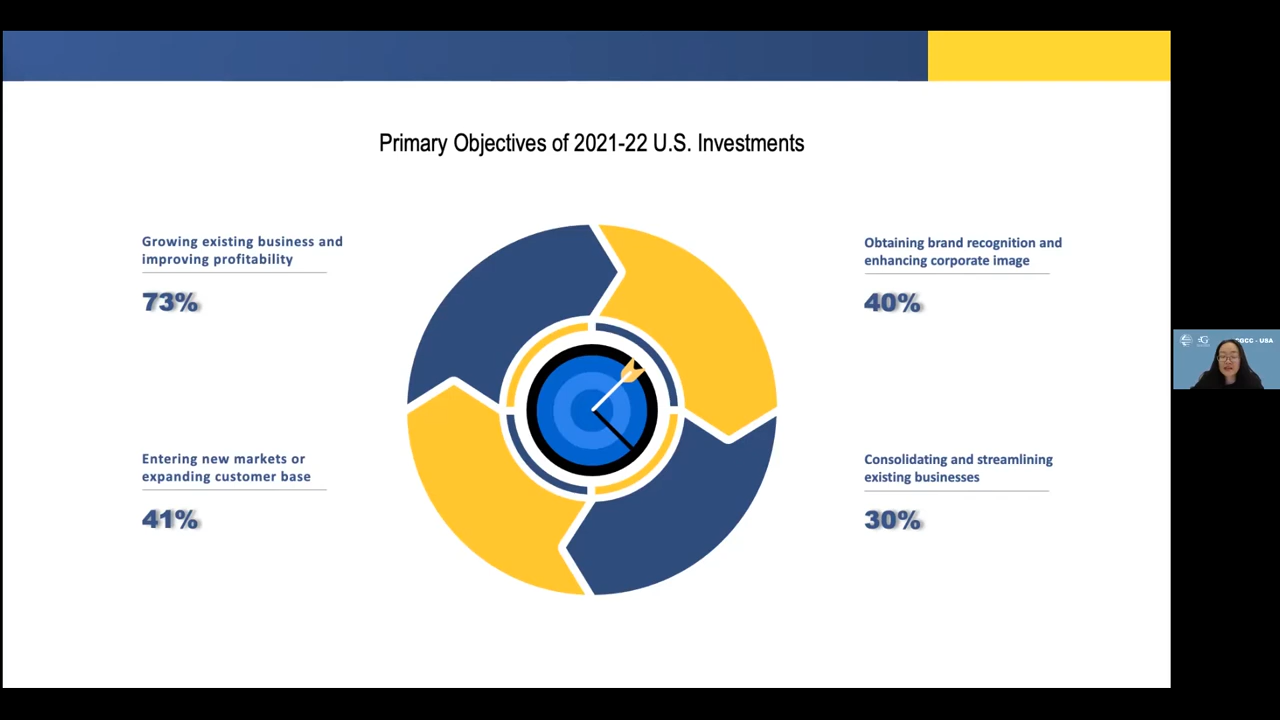 Primary Objectives of 2021-22 U.S. Investments
Growing existing business and
improving profitability
73%
Obtaining brand recognition and
enhancing corporate image
40%
Entering new markets or
expanding customer base
41%
Consolidating and streamlining
existing businesses
30%
- USA